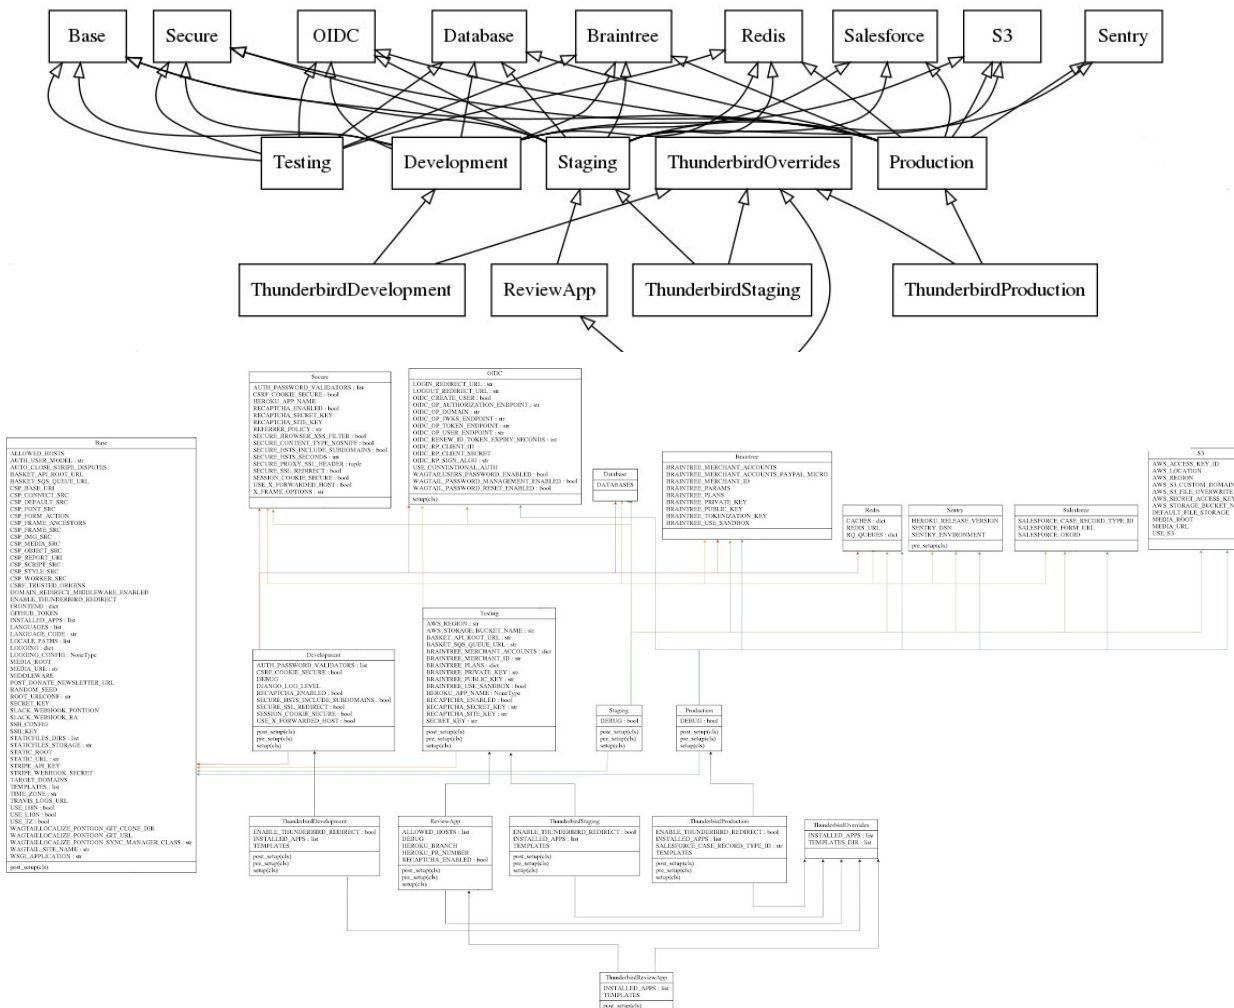 Base
Secure
OIDC
Database
Braintree
Redis
Salesforce
S3
Sentry
Testing
Development
Staging
ThunderbirdOverrides
Production
ThunderbirdDevelopment
ReviewApp
ThunderbirdStaging
ThunderbirdProduction
Secure
AUTH_PASSWORD_VALIDATORS : list
CSRF_COOKIE_SECURE : bool
HEROKU_APP_NAME
RECAPTCHA_ENABLED : bool
RECAPTCHA_SECRET_KEY
RECAPTCHA_SITE_KEY
REFERRER_POLICY : str
SECURE_BROWSER_XSS_FILTER : bool
SECURE_CONTENT_TYPE_NOSNIFF : bool
SECURE_HSTS_INCLUDE_SUBDOMAINS : bool
SECURE_HSTS_SECONDS : int
SECURE_PROXY_SSL_HEADER : tuple
SECURE_SSL_REDIRECT : bool
SESSION_COOKIE_SECURE : bool
USE_X_FORWARDED_HOST : bool
X_FRAME_OPTIONS : str
OIDC
LOGIN_REDIRECT_URL : str
LOGOUT_REDIRECT_URL : str
OIDC_CREATE_USER : bool
OIDC_OP_AUTHORIZATION_ENDPOINT : str
OIDC_OP_DOMAIN : str
OIDC_OP_JWKS_ENDPOINT : str
OIDC_OP_TOKEN_ENDPOINT : str
OIDC_OP_USER_ENDPOINT : str
OIDC_RENEW_ID_TOKEN_EXPIRY_SECONDS : int
OIDC_RP_CLIENT_ID
OIDC_RP_CLIENT_SECRET
OIDC_RP_SIGN_ALGO : str
USE_CONVENTIONAL_AUTH
WAGTAILUSERS_PASSWORD_ENABLED : bool
WAGTAIL_PASSWORD_MANAGEMENT_ENABLED : bool
WAGTAIL_PASSWORD_RESET_ENABLED : bool
setup(cls)
Base
ALLOWED_HOSTS
AUTH_USER_MODEL : str
AUTO_CLOSE_STRIPE_DISPUTES
BASKET_API_ROOT_URL
BASKET_SQS_QUEUE_URL
CSP_BASE_URI
CSP_CONNECT_SRC
CSP_DEFAULT_SRC
CSP_FONT_SRC
CSP_FORM_ACTION
CSP_FRAME_ANCESTORS
CSP_FRAME_SRC
CSP_IMG_SRC
CSP_MEDIA_SRC
CSP_OBJECT_SRC
CSP_REPORT_URI
CSP_SCRIPT_SRC
CSP_STYLE_SRC
CSP_WORKER_SRC
CSRF_TRUSTED_ORIGINS
DOMAIN_REDIRECT_MIDDLEWARE_ENABLED
ENABLE_THUNDERBIRD_REDIRECT
FRONTEND : dict
GITHUB_TOKEN
INSTALLED_APPS : list
LANGUAGES : list
LANGUAGE_CODE : str
LOCALE_PATHS : list
LOGGING : dict
LOGGING_CONFIG : NoneType
MEDIA_ROOT
MEDIA_URL : str
MIDDLEWARE
POST_DONATE_NEWSLETTER_URL
RANDOM_SEED
ROOT_URLCONF : str
SECRET_KEY
SLACK_WEBHOOK_PONTOON
SLACK_WEBHOOK_RA
SSH_CONFIG
SSH_KEY
STATICFILES_DIRS : list
STATICFILES_STORAGE : str
STATIC_ROOT
STATIC_URL : str
STRIPE_API_KEY
STRIPE_WEBHOOK_SECRET
TARGET_DOMAINS
TEMPLATES : list
TIME_ZONE : str
TRAVIS_LOGS_URL
USE_I18N : bool
USE_L10N : bool
USE_TZ : bool
WAGTAILLOCALIZE_PONTOON_GIT_CLONE_DIR
WAGTAILLOCALIZE_PONTOON_GIT_URL
WAGTAILLOCALIZE_PONTOON_SYNC_MANAGER_CLASS : str
WAGTAIL_SITE_NAME : str
WSGI_APPLICATION : str
post_setup(cls)
Database
DATABASES
Braintree
BRAINTREE_MERCHANT_ACCOUNTS
BRAINTREE_MERCHANT_ACCOUNTS_PAYPAL_MICRO
BRAINTREE_MERCHANT_ID
BRAINTREE_PARAMS
BRAINTREE_PLANS
BRAINTREE_PRIVATE_KEY
BRAINTREE_PUBLIC_KEY
BRAINTREE_TOKENIZATION_KEY
BRAINTREE_USE_SANDBOX
Redis
CACHES : dict
REDIS_URL
RQ_QUEUES : dict
Sentry
HEROKU_RELEASE_VERSION
SENTRY_DSN
SENTRY_ENVIRONMENT
pre_setup(cls)
Salesforce
SALESFORCE_CASE_RECORD_TYPE_ID
SALESFORCE_FORM_URL
SALESFORCE_ORGID
S3
AWS_ACCESS_KEY_ID
AWS_LOCATION
AWS_REGION
AWS_S3_CUSTOM_DOMAIN
AWS_S3_FILE_OVERWRITE
AWS_SECRET_ACCESS_KEY
AWS_STORAGE_BUCKET_N
DEFAULT_FILE_STORAGE
MEDIA_ROOT
MEDIA_URL
USE_S3
Development
AUTH_PASSWORD_VALIDATORS : list
CSRF_COOKIE_SECURE : bool
DEBUG
DJANGO_LOG_LEVEL
RECAPTCHA_ENABLED : bool
SECURE_HSTS_INCLUDE_SUBDOMAINS : bool
SECURE_SSL_REDIRECT : bool
SESSION_COOKIE_SECURE : bool
USE_X_FORWARDED_HOST : bool
post_setup(cls)
pre_setup(cls)
setup(cls)
Testing
AWS_REGION : str
AWS_STORAGE_BUCKET_NAME : str
BASKET_API_ROOT_URL : str
BASKET_SQS_QUEUE_URL : str
BRAINTREE_MERCHANT_ACCOUNTS : dict
BRAINTREE_MERCHANT_ID : str
BRAINTREE_PLANS : dict
BRAINTREE_PRIVATE_KEY : str
BRAINTREE_PUBLIC_KEY : str
BRAINTREE_USE_SANDBOX : bool
HEROKU_APP_NAME : NoneType
RECAPTCHA_ENABLED : bool
RECAPTCHA_SECRET_KEY : str
RECAPTCHA_SITE_KEY : str
SECRET_KEY : str
post_setup(cls)
pre_setup(cls)
setup(cls)
Staging
DEBUG : bool
post_setup(cls)
pre_setup(cls)
setup(cls)
Production
DEBUG : bool
post_setup(cls)
pre_setup(cls)
setup(cls)
ThunderbirdDevelopment
ENABLE_THUNDERBIRD_REDIRECT : bool
INSTALLED_APPS : list
TEMPLATES
post_setup(cls)
pre_setup(cls)
setup(cls)
ReviewApp
ALLOWED_HOSTS : list
DEBUG
HEROKU_BRANCH
HEROKU_PR_NUMBER
RECAPTCHA_ENABLED : bool
post_setup(cls)
pre_setup(cls)
setup(cls)
ThunderbirdStaging
ENABLE_THUNDERBIRD_REDIRECT : bool
INSTALLED_APPS : list
TEMPLATES
post_setup(cls)
pre_setup(cls)
setup(cls)
ThunderbirdProduction
ENABLE_THUNDERBIRD_REDIRECT : bool
INSTALLED_APPS : list
SALESFORCE_CASE_RECORD_TYPE_ID : str
TEMPLATES
post_setup(cls)
pre_setup(cls)
setup(cls)
ThunderbirdOverrides
INSTALLED_APPS : list
TEMPLATES_DIR : list
ThunderbirdReviewApp
INSTALLED_APPS : list
TEMPLATES
post_setup(cls)